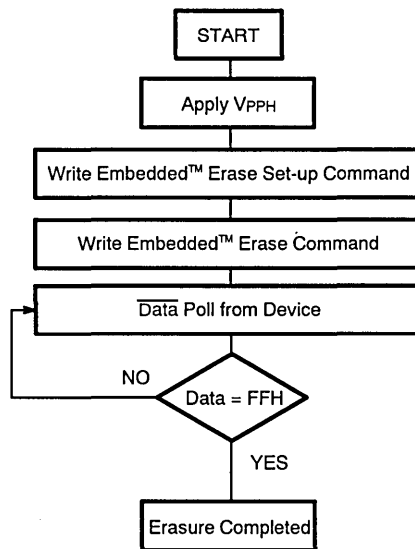 START
Apply VPPH
Write Embedded™ Erase Set-up Command
Write Embedded™ Erase Command
D̅a̅t̅a̅ Poll from Device
NO
Data = FFH
YES
Erasure Completed